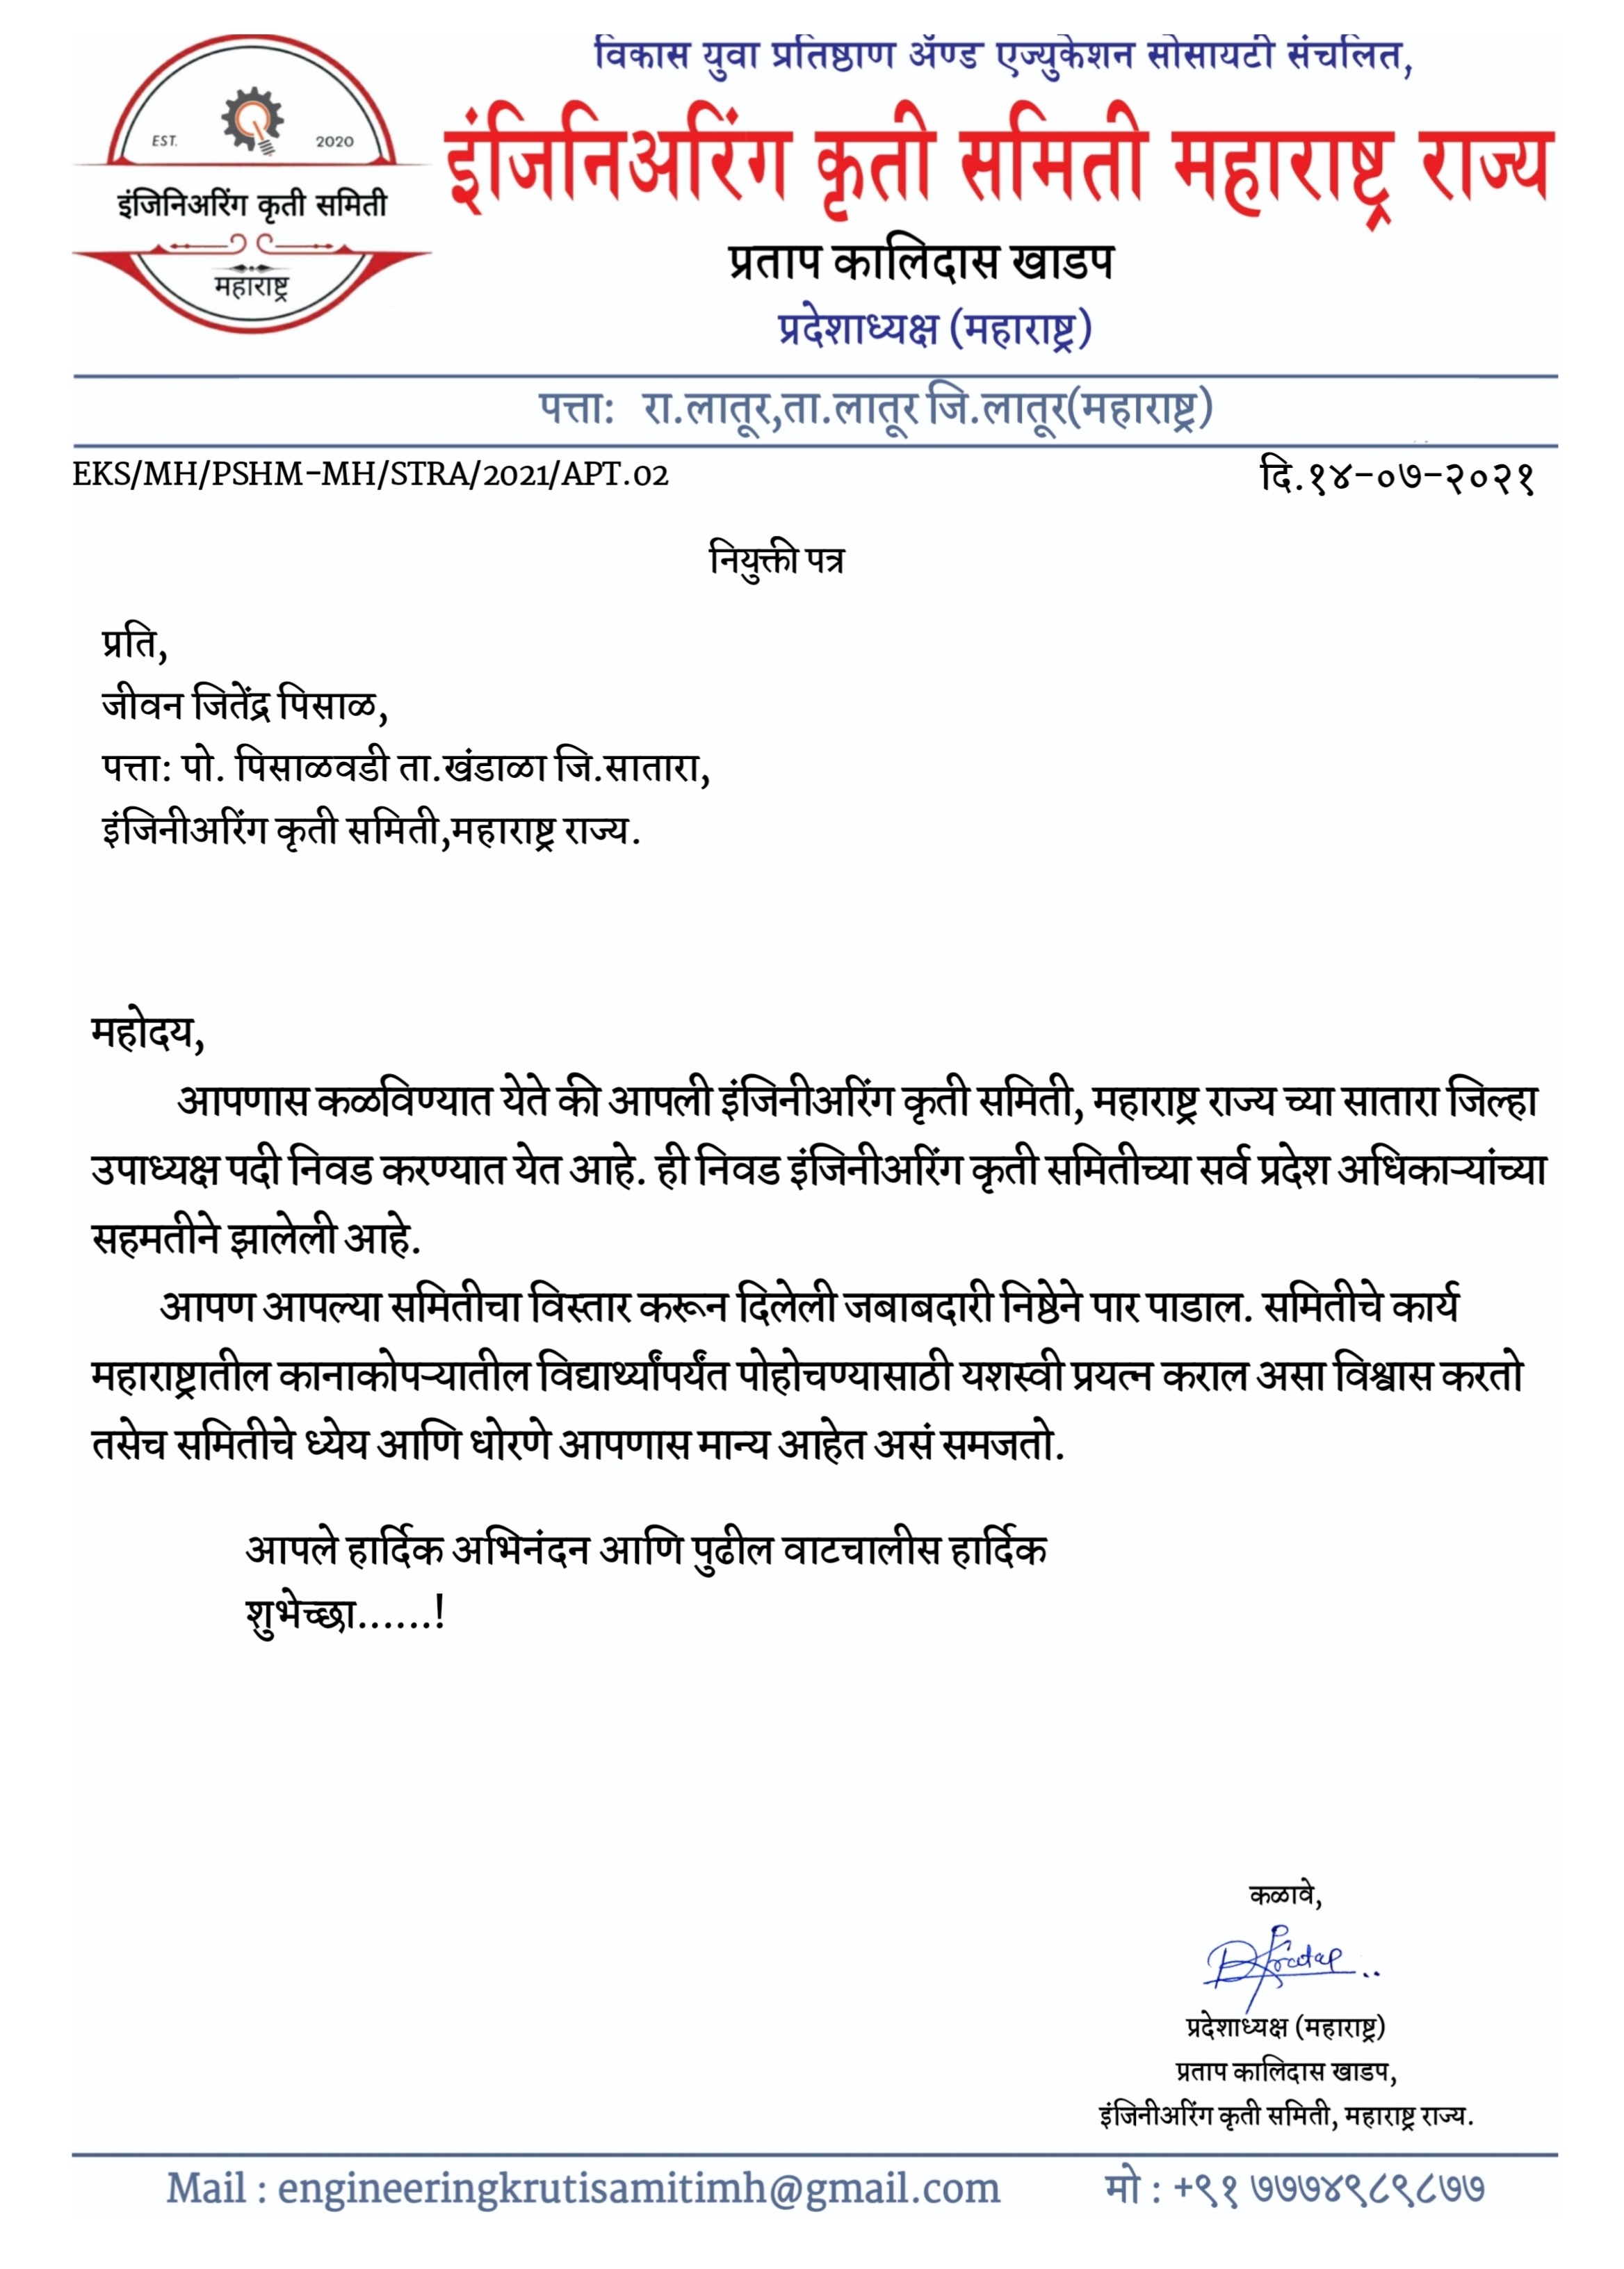 विकास युवा प्रतिष्ठाण ॲण्ड एज्युकेशन सोसायटी संचलित,
इंजिनिअरिंग कृती समिती महाराष्ट्र राज्य
EST. 2020
इंजिनिअरिंग कृती समिती
महाराष्ट्र
प्रताप कालिदास खाडप
प्रदेशाध्यक्ष (महाराष्ट्र)
पत्ता: रा.लातूर,ता.लातूर जि.लातूर(महाराष्ट्र)
EKS/MH/PSHM-MH/STRA/2021/APT.02 दि.१४-०७-२०२१
नियुक्ती पत्र
प्रति,
जीवन जितेंद्र पिसाळ,
पत्ता: पो. पिसाळवडी ता.खंडाळा जि.सातारा,
इंजिनीअरिंग कृती समिती,महाराष्ट्र राज्य.
महोदय,
आपणास कळविण्यात येते की आपली इंजिनीअरिंग कृती समिती, महाराष्ट्र राज्य च्या सातारा जिल्हा
उपाध्यक्ष पदी निवड करण्यात येत आहे. ही निवड इंजिनीअरिंग कृती समितीच्या सर्व प्रदेश अधिकाऱ्यांच्या
सहमतीने झालेली आहे.
आपण आपल्या समितीचा विस्तार करून दिलेली जबाबदारी निष्ठेने पार पाडाल. समितीचे कार्य
महाराष्ट्रातील कानाकोपऱ्यातील विद्यार्थ्यांपर्यंत पोहोचण्यासाठी यशस्वी प्रयत्न कराल असा विश्वास करतो
तसेच समितीचे ध्येय आणि धोरणे आपणास मान्य आहेत असं समजतो.
आपले हार्दिक अभिनंदन आणि पुढील वाटचालीस हार्दिक
शुभेच्छा......!
कळावे,
प्रदेशाध्यक्ष (महाराष्ट्र)
प्रताप कालिदास खाडप,
इंजिनीअरिंग कृती समिती, महाराष्ट्र राज्य.
Mail : engineeringkrutisamitimh@gmail.com मो : +९१ ७७७४९८९८७७